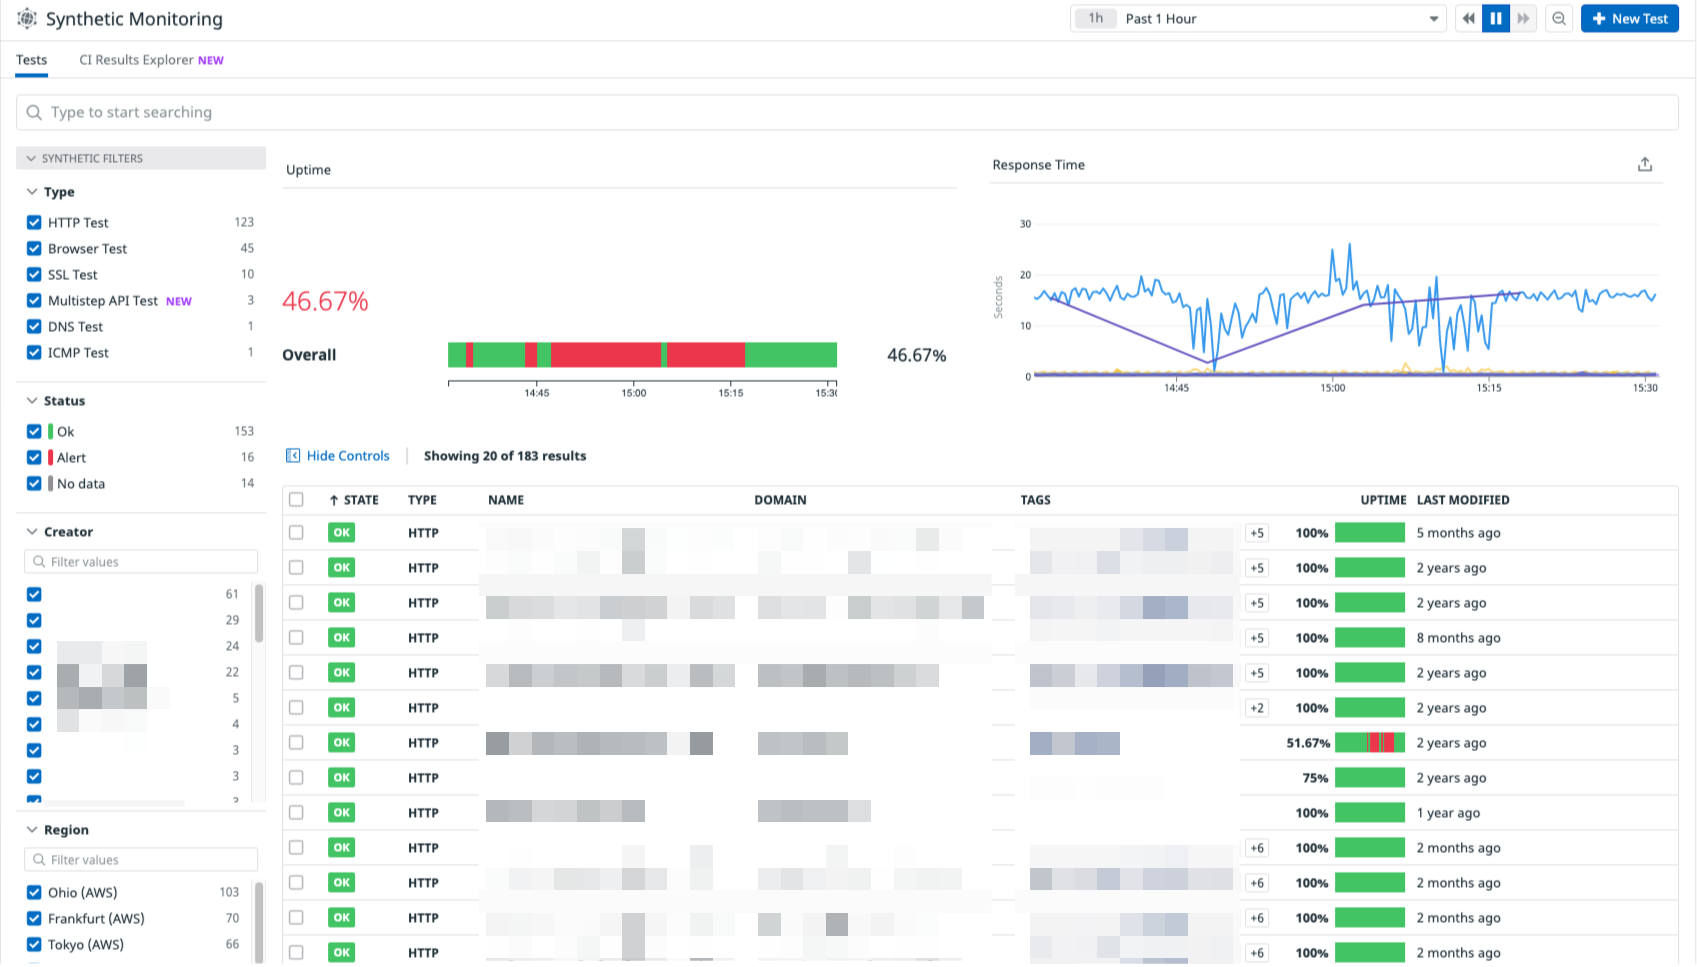 Synthetic Monitoring
1h Past 1 Hour
New Test
Tests CI Results Explorer NEW
Type to start searching
SYNTHETIC FILTERS
Type
HTTP Test 123
Browser Test 45
SSL Test 10
Multistep API Test NEW 3
DNS Test 1
ICMP Test 1
Status
Ok 153
Alert 16
No data 14
Creator
Filter values
61
29
24
22
5
4
3
3
3
Region
Filter values
Ohio (AWS) 103
Frankfurt (AWS) 70
Tokyo (AWS) 66
Uptime
46.67%
Overall 46.67%
14:45 15:00 15:15 15:30
Response Time
Seconds
30
20
10
0
14:45 15:00 15:15 15:30
Hide Controls Showing 20 of 183 results
STATE TYPE NAME DOMAIN TAGS UPTIME LAST MODIFIED
OK HTTP +5 100% 5 months ago
OK HTTP +5 100% 2 years ago
OK HTTP +5 100% 2 years ago
OK HTTP +5 100% 8 months ago
OK HTTP +5 100% 2 years ago
OK HTTP +2 100% 2 years ago
OK HTTP 51.67% 2 years ago
OK HTTP 75% 2 years ago
OK HTTP 100% 1 year ago
OK HTTP +6 100% 2 months ago
OK HTTP +6 100% 2 months ago
OK HTTP +6 100% 2 months ago
OK HTTP +6 100% 2 months ago